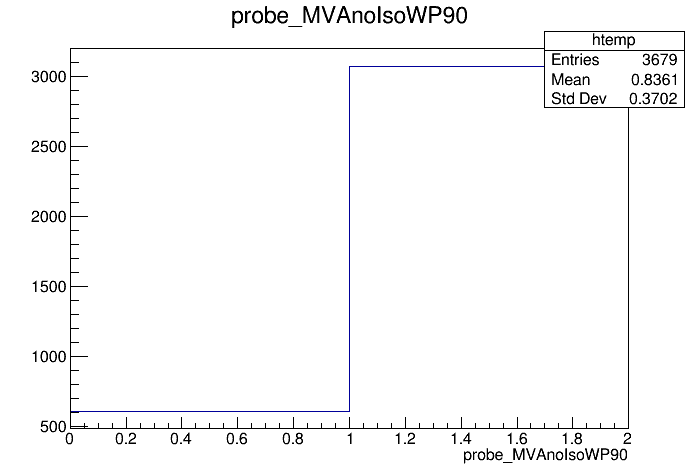 probe_MVAnoIsoWP90
htemp
Entries 3679
Mean 0.8361
Std Dev 0.3702
3000
2500
2000
1500
1000
500
0 0.2 0.4 0.6 0.8 1 1.2 1.4 1.6 1.8 2
probe_MVAnoIsoWP90